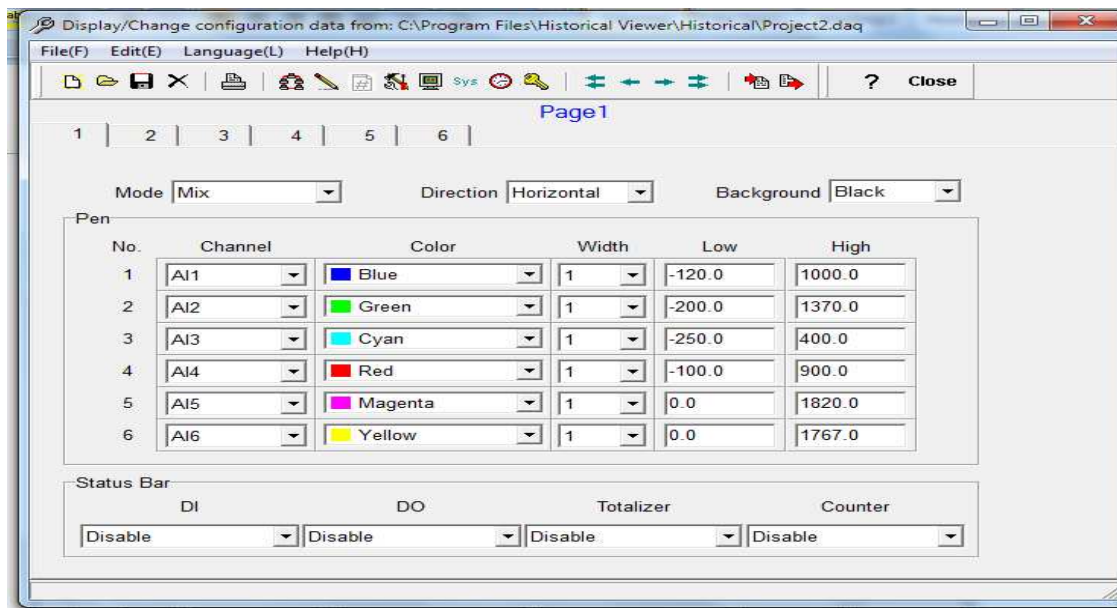 Display/Change configuration data from: C:\Program Files\Historical Viewer\Historical\Project2.daq
File(F) Edit(E) Language(L) Help(H)
Sys ? Close
Page1
1 2 3 4 5 6
Mode Mix Direction Horizontal Background Black
Pen
No. Channel Color Width Low High
1 AI1 Blue 1 -120.0 1000.0
2 AI2 Green 1 -200.0 1370.0
3 AI3 Cyan 1 -250.0 400.0
4 AI4 Red 1 -100.0 900.0
5 AI5 Magenta 1 0.0 1820.0
6 AI6 Yellow 1 0.0 1767.0
Status Bar
DI DO Totalizer Counter
Disable Disable Disable Disable